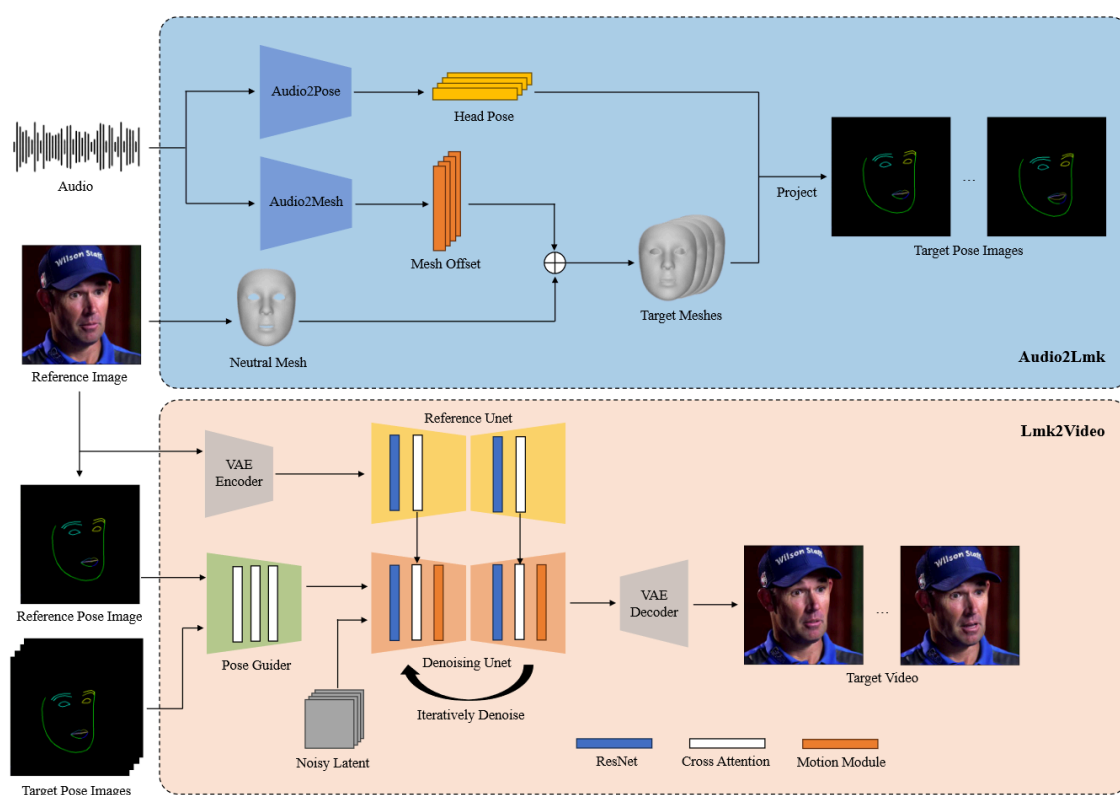 Audio2Pose
Head Pose
Audio
Audio2Mesh
Mesh Offset
Project
...
Target Pose Images
Wilson Staff
Reference Image
Neutral Mesh
Target Meshes
Audio2Lmk
Reference Unet
Lmk2Video
VAE
Encoder
Reference Pose Image
Pose Guider
Denoising Unet
VAE
Decoder
Wilson Staff
...
Wilson Staff
Target Video
Iteratively Denoise
Noisy Latent
ResNet
Cross Attention
Motion Module
Target Pose Images